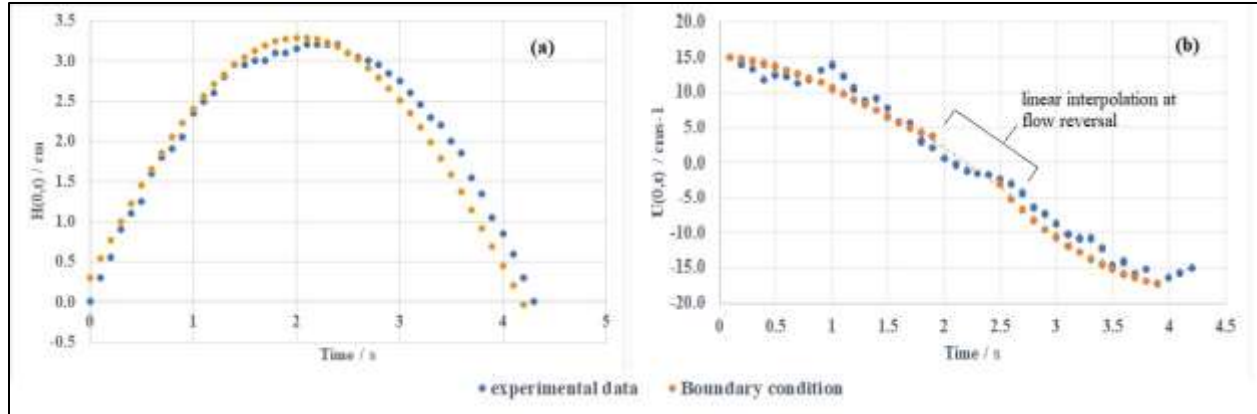 3.5
3.0
2.5
2.0
1.5
1.0
0.5
0.0
-0.5
H(0,t) / cm
(a)
0 1 2 3 4 5
Time / s
20.0
15.0
10.0
5.0
0.0
-5.0
-10.0
-15.0
-20.0
U(0,t) / cms-1
(b)
linear interpolation at
flow reversal
0 0.5 1 1.5 2 2.5 3 3.5 4 4.5
Time / s
experimental data Boundary condition